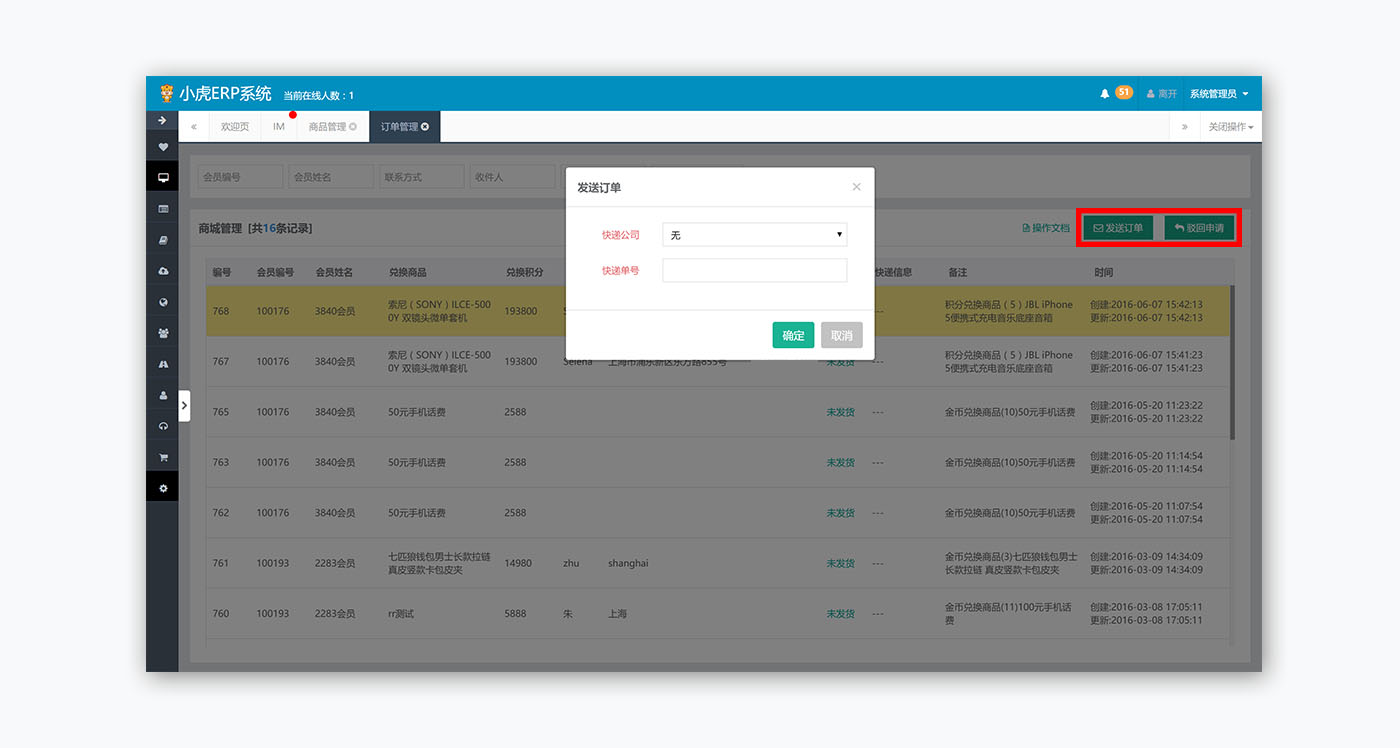 小虎ERP系统 当前在线人数：1 51 离开 系统管理员
欢迎页 IM 商品管理 订单管理 关闭操作
会员编号 会员姓名 联系方式 收件人
发送订单
商城管理 [共16条记录] 操作文档 发送订单 驳回申请
快递公司 无
快递单号
确定 取消
编号 会员编号 会员姓名 兑换商品 兑换积分 快递信息 备注 时间
768 100176 3840会员 索尼（SONY）ILCE-500 193800 --- 积分兑换商品（5）JBL iPhone 创建:2016-06-07 15:42:13
0Y 双镜头微单套机 5便携式充电音乐底座音箱 更新:2016-06-07 15:42:13
767 100176 3840会员 索尼（SONY）ILCE-500 193800 Selena 上海市浦东新区东方路855号 未发货 --- 积分兑换商品（5）JBL iPhone 创建:2016-06-07 15:41:23
0Y 双镜头微单套机 5便携式充电音乐底座音箱 更新:2016-06-07 15:41:23
765 100176 3840会员 50元手机话费 2588 未发货 --- 金币兑换商品(10)50元手机话费 创建:2016-05-20 11:23:22
更新:2016-05-20 11:23:22
763 100176 3840会员 50元手机话费 2588 未发货 --- 金币兑换商品(10)50元手机话费 创建:2016-05-20 11:14:54
更新:2016-05-20 11:14:54
762 100176 3840会员 50元手机话费 2588 未发货 --- 金币兑换商品(10)50元手机话费 创建:2016-05-20 11:07:54
更新:2016-05-20 11:07:54
761 100193 2283会员 七匹狼钱包男士长款拉链 14980 zhu shanghai 未发货 --- 金币兑换商品(3)七匹狼钱包男士 创建:2016-03-09 14:34:09
真皮竖款卡包皮夹 长款拉链 真皮竖款卡包皮夹 更新:2016-03-09 14:34:09
760 100193 2283会员 rr测试 5888 朱 上海 未发货 --- 金币兑换商品(11)100元手机话 创建:2016-03-08 17:05:11
费 更新:2016-03-08 17:05:11